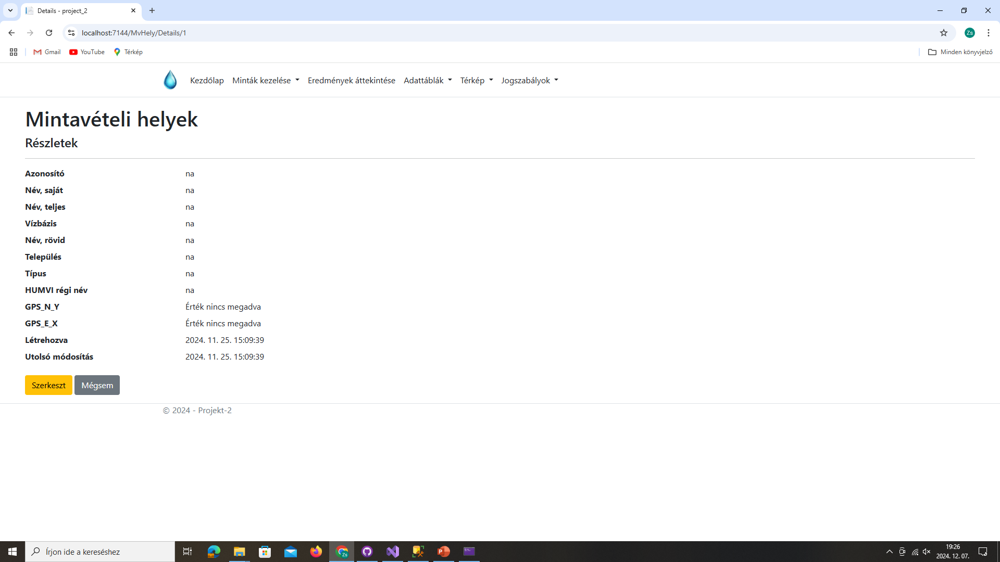 Details - project_2
localhost:7144/MvHely/Details/1
Zs
Gmail YouTube Térkép Minden könyvjelző
Kezdőlap Minták kezelése Eredmények áttekintése Adattáblák Térkép Jogszabályok
Mintavételi helyek
Részletek
Azonosító na
Név, saját na
Név, teljes na
Vízbázis na
Név, rövid na
Település na
Típus na
HUMVI régi név na
GPS_N_Y Érték nincs megadva
GPS_E_X Érték nincs megadva
Létrehozva 2024. 11. 25. 15:09:39
Utolsó módosítás 2024. 11. 25. 15:09:39
Szerkeszt Mégsem
© 2024 - Projekt-2
Írjon ide a kereséshez
Zs
19:26
2024. 12. 07.